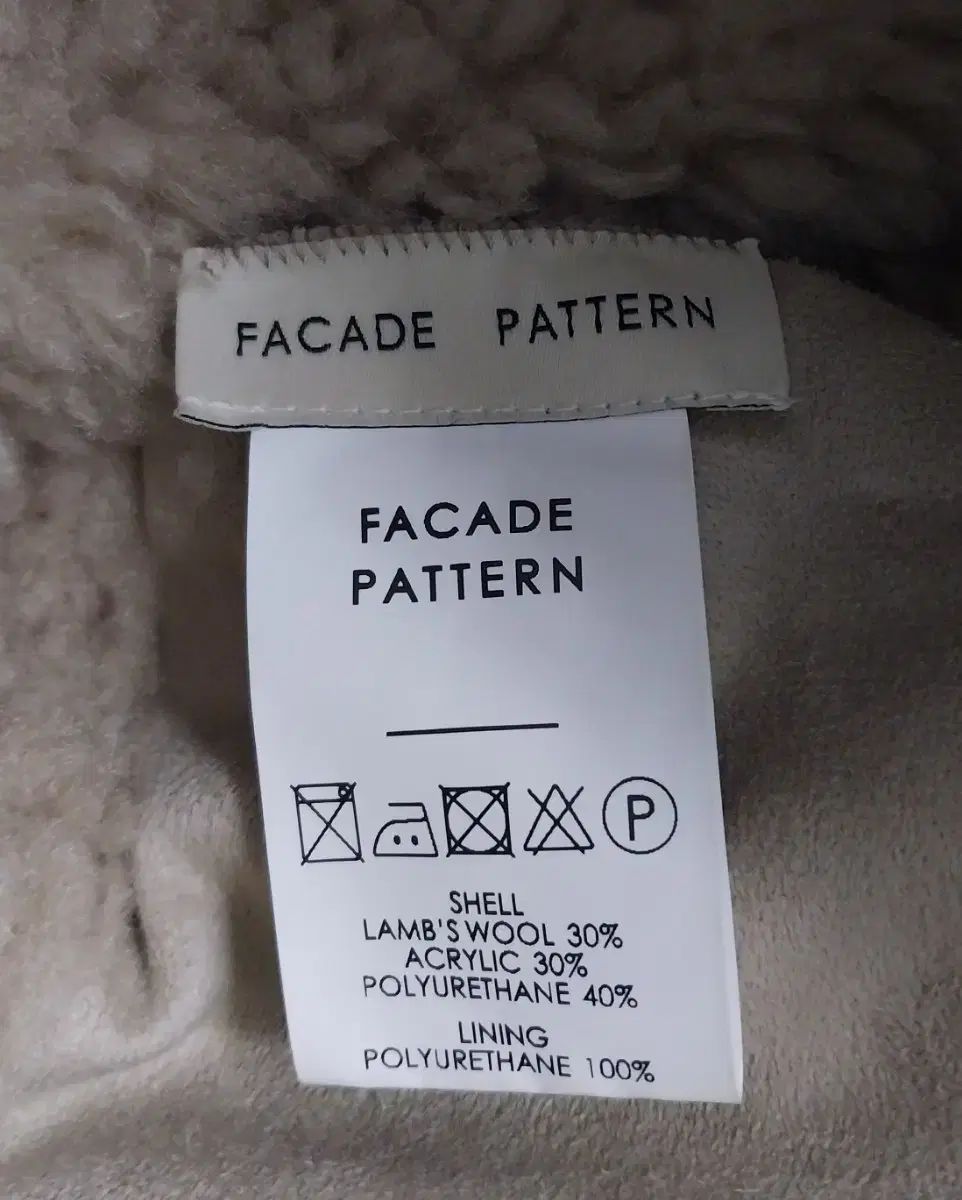 FACADE PATTERN
FACADE
PATTERN
P
SHELL
LAMB'S WOOL 30%
ACRYLIC 30%
POLYURETHANE 40%
LINING
POLYURETHANE 100%